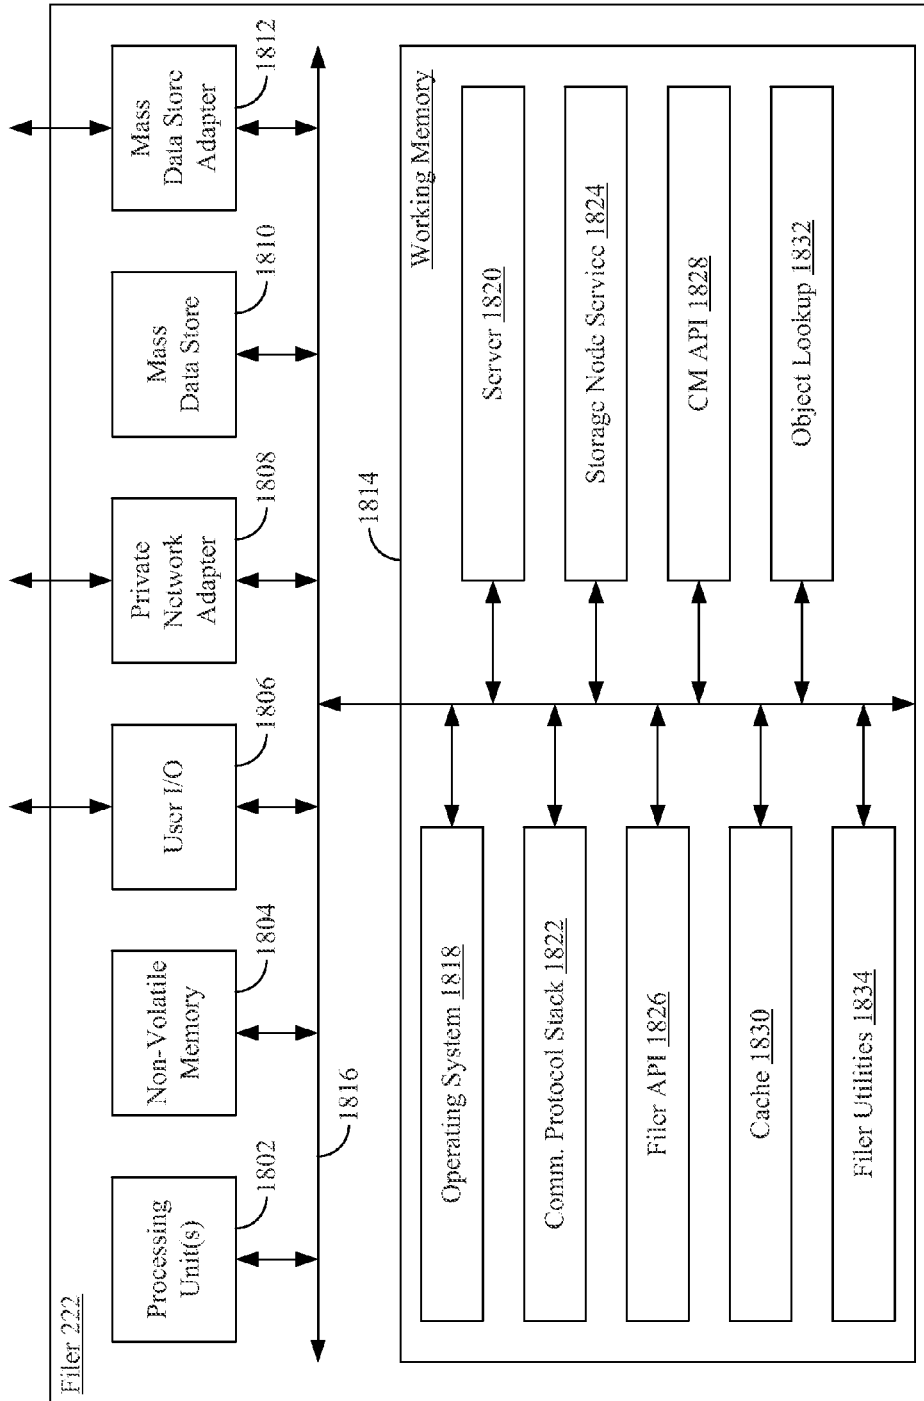 Filer 222
Processing
Unit(s)
1802
Non-Volatile
Memory
1804
User I/O
1806
Private
Network
Adapter
1808
Mass
Data Store
1810
Mass
Data Store
Adapter
1812
1816
1814
Working Memory
Operating System 1818
Server 1820
Comm. Protocol Stack 1822
Storage Node Service 1824
Filer API 1826
CM API 1828
Cache 1830
Object Lookup 1832
Filer Utilities 1834